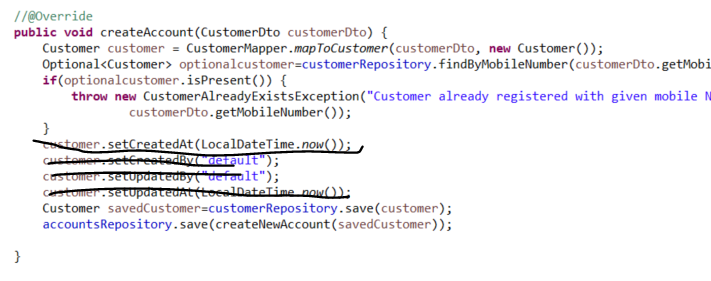 //@Override
public void createAccount(CustomerDto customerDto) {
Customer customer = CustomerMapper.mapToCustomer(customerDto, new Customer());
Optional<Customer> optionalcustomer=customerRepository.findByMobileNumber(customerDto.getMobi
if(optionalcustomer.isPresent()) {
throw new CustomerAlreadyExistsException("Customer already registered with given mobile N
customerDto.getMobileNumber());
}
customer.setCreatedAt(LocalDateTime.now());
customer.setCreatedBy("default");
customer.setUpdatedBy("default");
customer.setUpdatedAt(LocalDateTime.now());
Customer savedCustomer=customerRepository.save(customer);
accountsRepository.save(createNewAccount(savedCustomer));
}